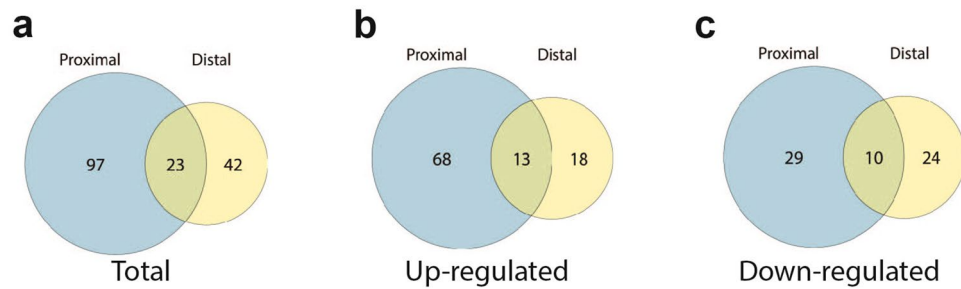 a
Proximal Distal
97 23 42
Total
b
Proximal Distal
68 13 18
Up-regulated
c
Proximal Distal
29 10 24
Down-regulated